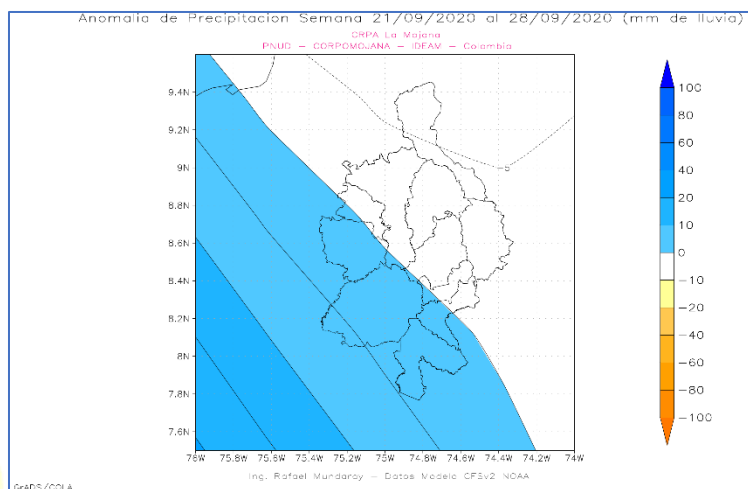 Anomalia de Precipitacion Semana 21/09/2020 al 28/09/2020 (mm de lluvia)
CRPA La Mojana
PNUD – CORPOMOJANA – IDEAM – Colombia
9.4N
9.2N
9N
8.8N
8.6N
8.4N
8.2N
8N
7.8N
7.6N
76W 75.8W 75.6W 75.4W 75.2W 75W 74.8W 74.6W 74.4W 74.2W 74W
100
80
60
40
20
10
0
−10
−20
−40
−60
−80
−100
0
Ing. Rafael Mundaray – Datos Modelo CFSv2 NOAA
GrADS/COLA